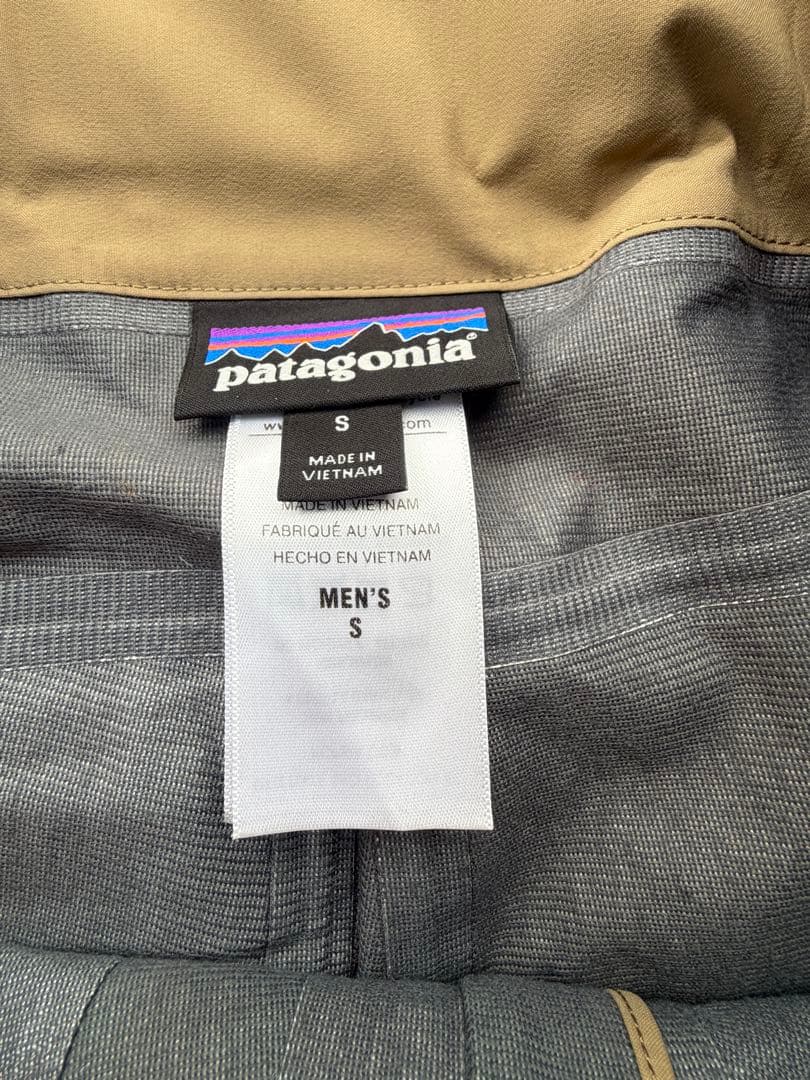 patagonia®
S
MADE IN
VIETNAM
MADE IN VIETNAM
FABRIQUÉ AU VIETNAM
HECHO EN VIETNAM
MEN'S
S